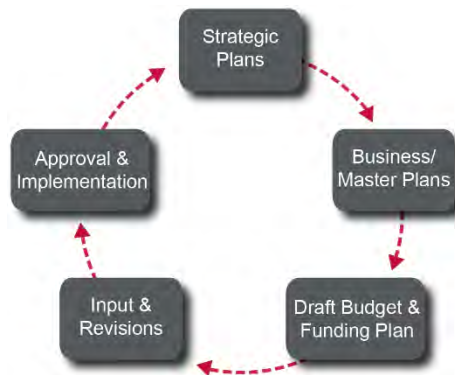 Strategic
Plans
Business/
Master Plans
Draft Budget &
Funding Plan
Input &
Revisions
Approval &
Implementation